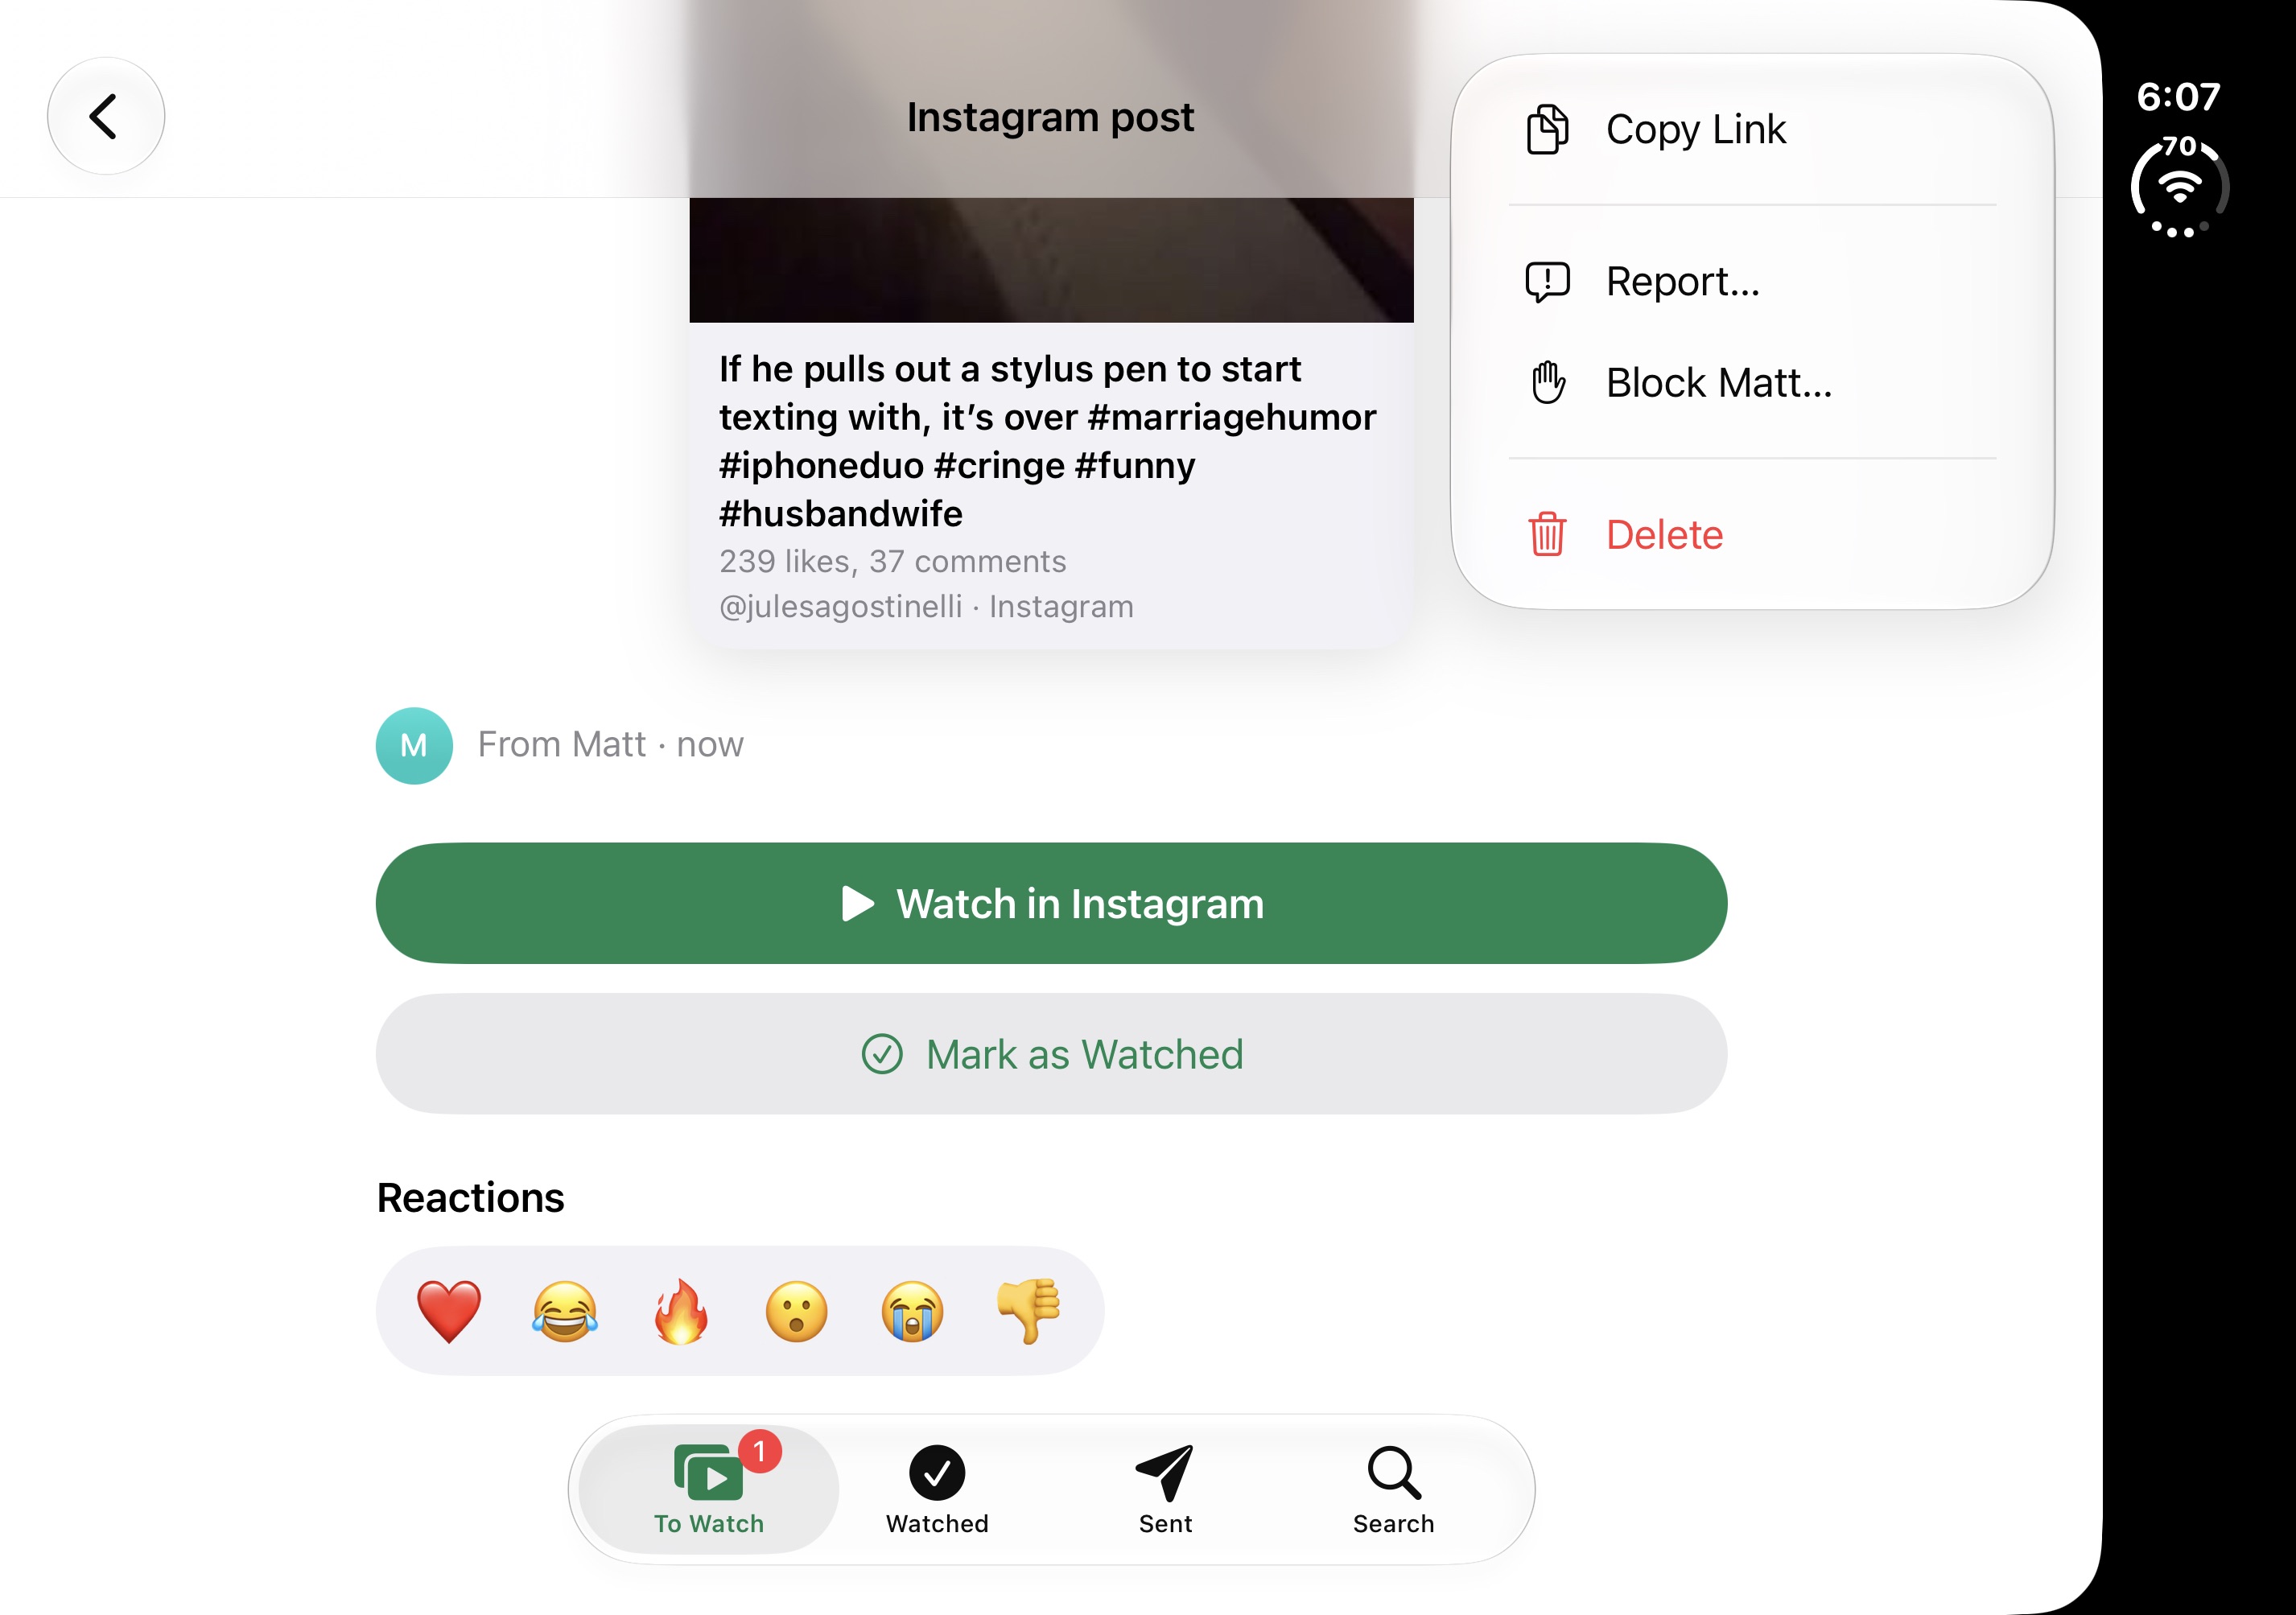 Instagram post
6:07
70
Copy Link
Report...
Block Matt...
Delete
If he pulls out a stylus pen to start
texting with, it’s over #marriagehumor
#iphoneduo #cringe #funny
#husbandwife
239 likes, 37 comments
@julesagostinelli · Instagram
M
From Matt · now
Watch in Instagram
Mark as Watched
Reactions
1
To Watch
Watched
Sent
Search